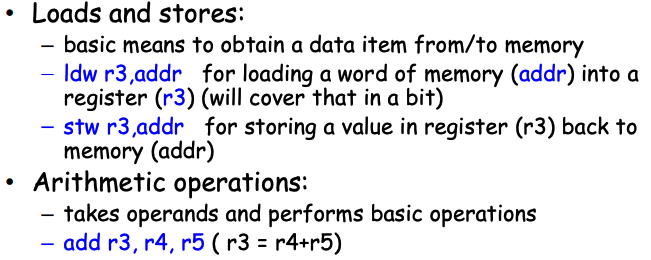 • Loads and stores:
– basic means to obtain a data item from/to memory
– ldw r3,addr for loading a word of memory (addr) into a
register (r3) (will cover that in a bit)
– stw r3,addr for storing a value in register (r3) back to
memory (addr)
• Arithmetic operations:
– takes operands and performs basic operations
– add r3, r4, r5 ( r3 = r4+r5)